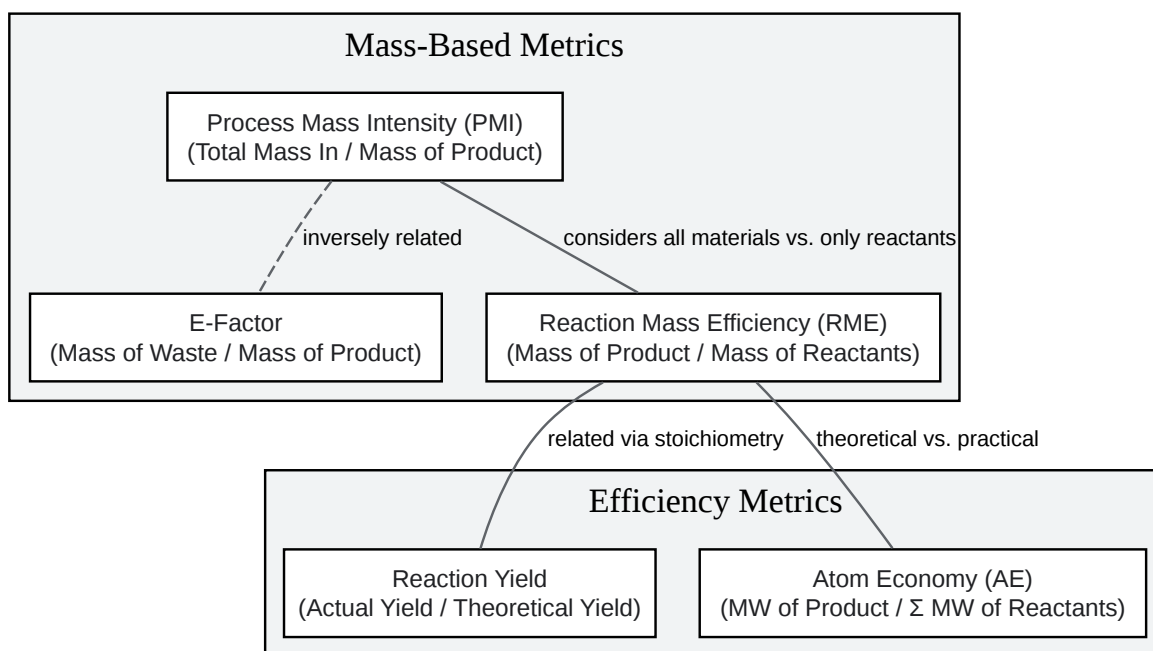 Mass-Based Metrics
Process Mass Intensity (PMI)
(Total Mass In / Mass of Product)
inversely related
considers all materials vs. only reactants
E-Factor
(Mass of Waste / Mass of Product)
Reaction Mass Efficiency (RME)
(Mass of Product / Mass of Reactants)
related via stoichiometry
theoretical vs. practical
Efficiency Metrics
Reaction Yield
(Actual Yield / Theoretical Yield)
Atom Economy (AE)
(MW of Product / Σ MW of Reactants)